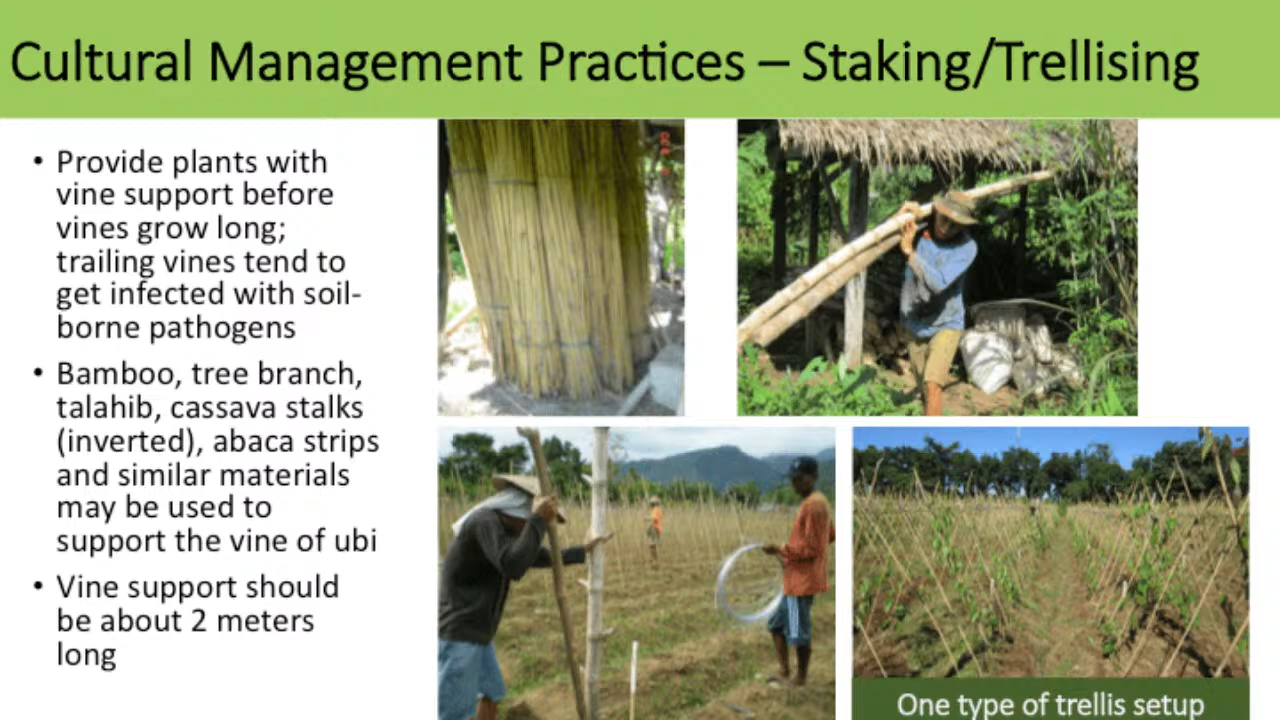 Cultural Management Practices – Staking/Trellising
• Provide plants with
vine support before
vines grow long;
trailing vines tend to
get infected with soil-
borne pathogens
• Bamboo, tree branch,
talahib, cassava stalks
(inverted), abaca strips
and similar materials
may be used to
support the vine of ubi
• Vine support should
be about 2 meters
long
One type of trellis setup